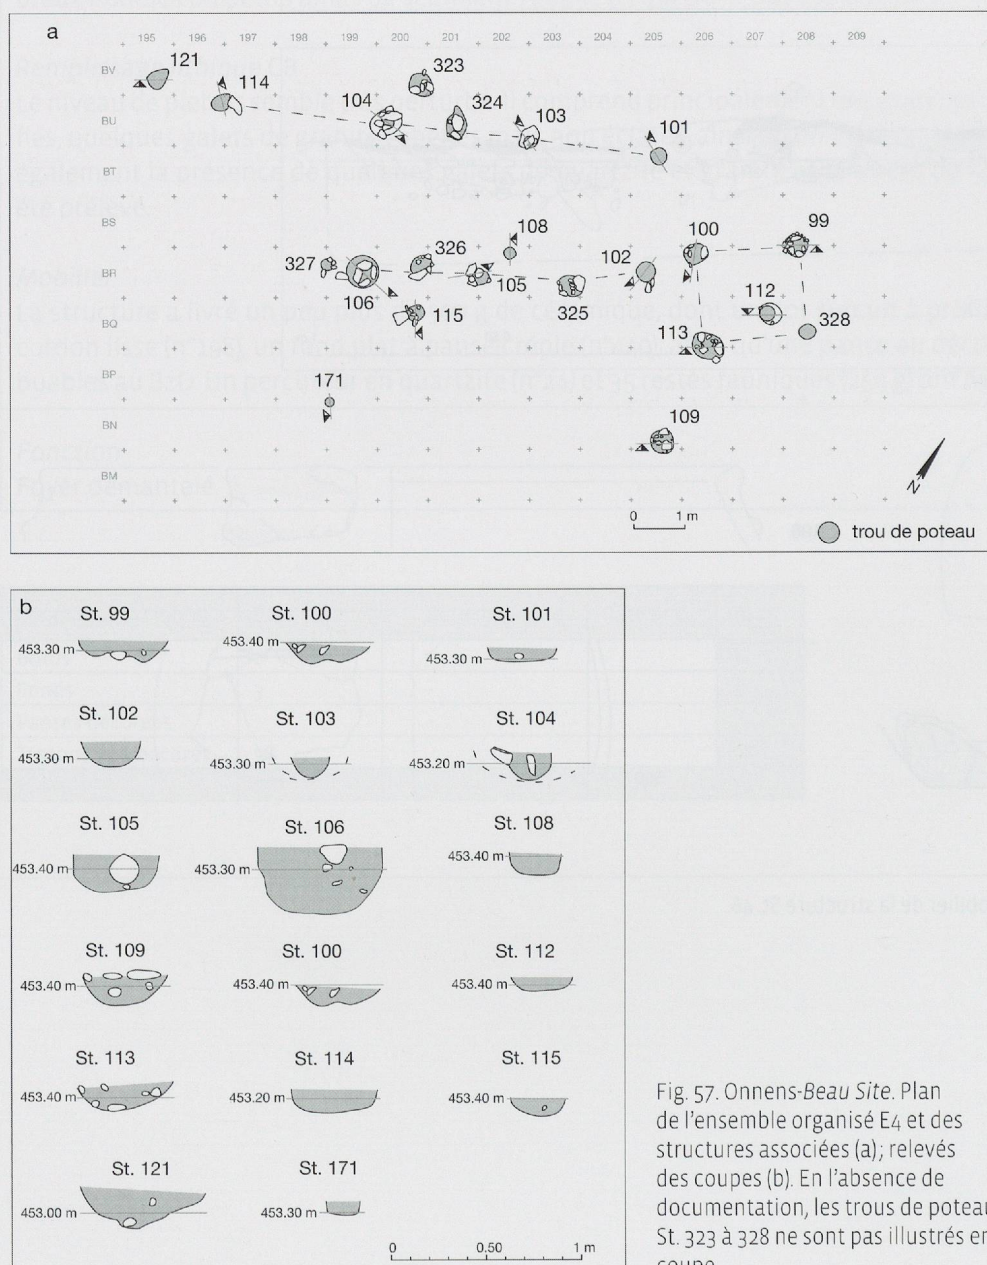 a
195 196 197 198 199 200 201 202 203 204 205 206 207 208 209
BV
BU
BT
BS
BR
BQ
BP
BN
BM
121
114
323
104
324
103
101
108
100
99
327
326
102
106
105
325
112
115
113
328
171
109
N
0 1 m
trou de poteau
b
St. 99 St. 100 St. 101
453.30 m 453.40 m 453.30 m
St. 102 St. 103 St. 104
453.30 m 453.30 m 453.20 m
St. 105 St. 106 St. 108
453.40 m 453.30 m 453.40 m
St. 109 St. 100 St. 112
453.40 m 453.40 m 453.40 m
St. 113 St. 114 St. 115
453.40 m 453.20 m 453.40 m
St. 121 St. 171
453.00 m 453.30 m
0 0.50 1 m
Fig. 57. Onnens-Beau Site. Plan
de l'ensemble organisé E4 et des
structures associées (a); relevés
des coupes (b). En l'absence de
documentation, les trous de poteau
St. 323 à 328 ne sont pas illustrés en
coupe